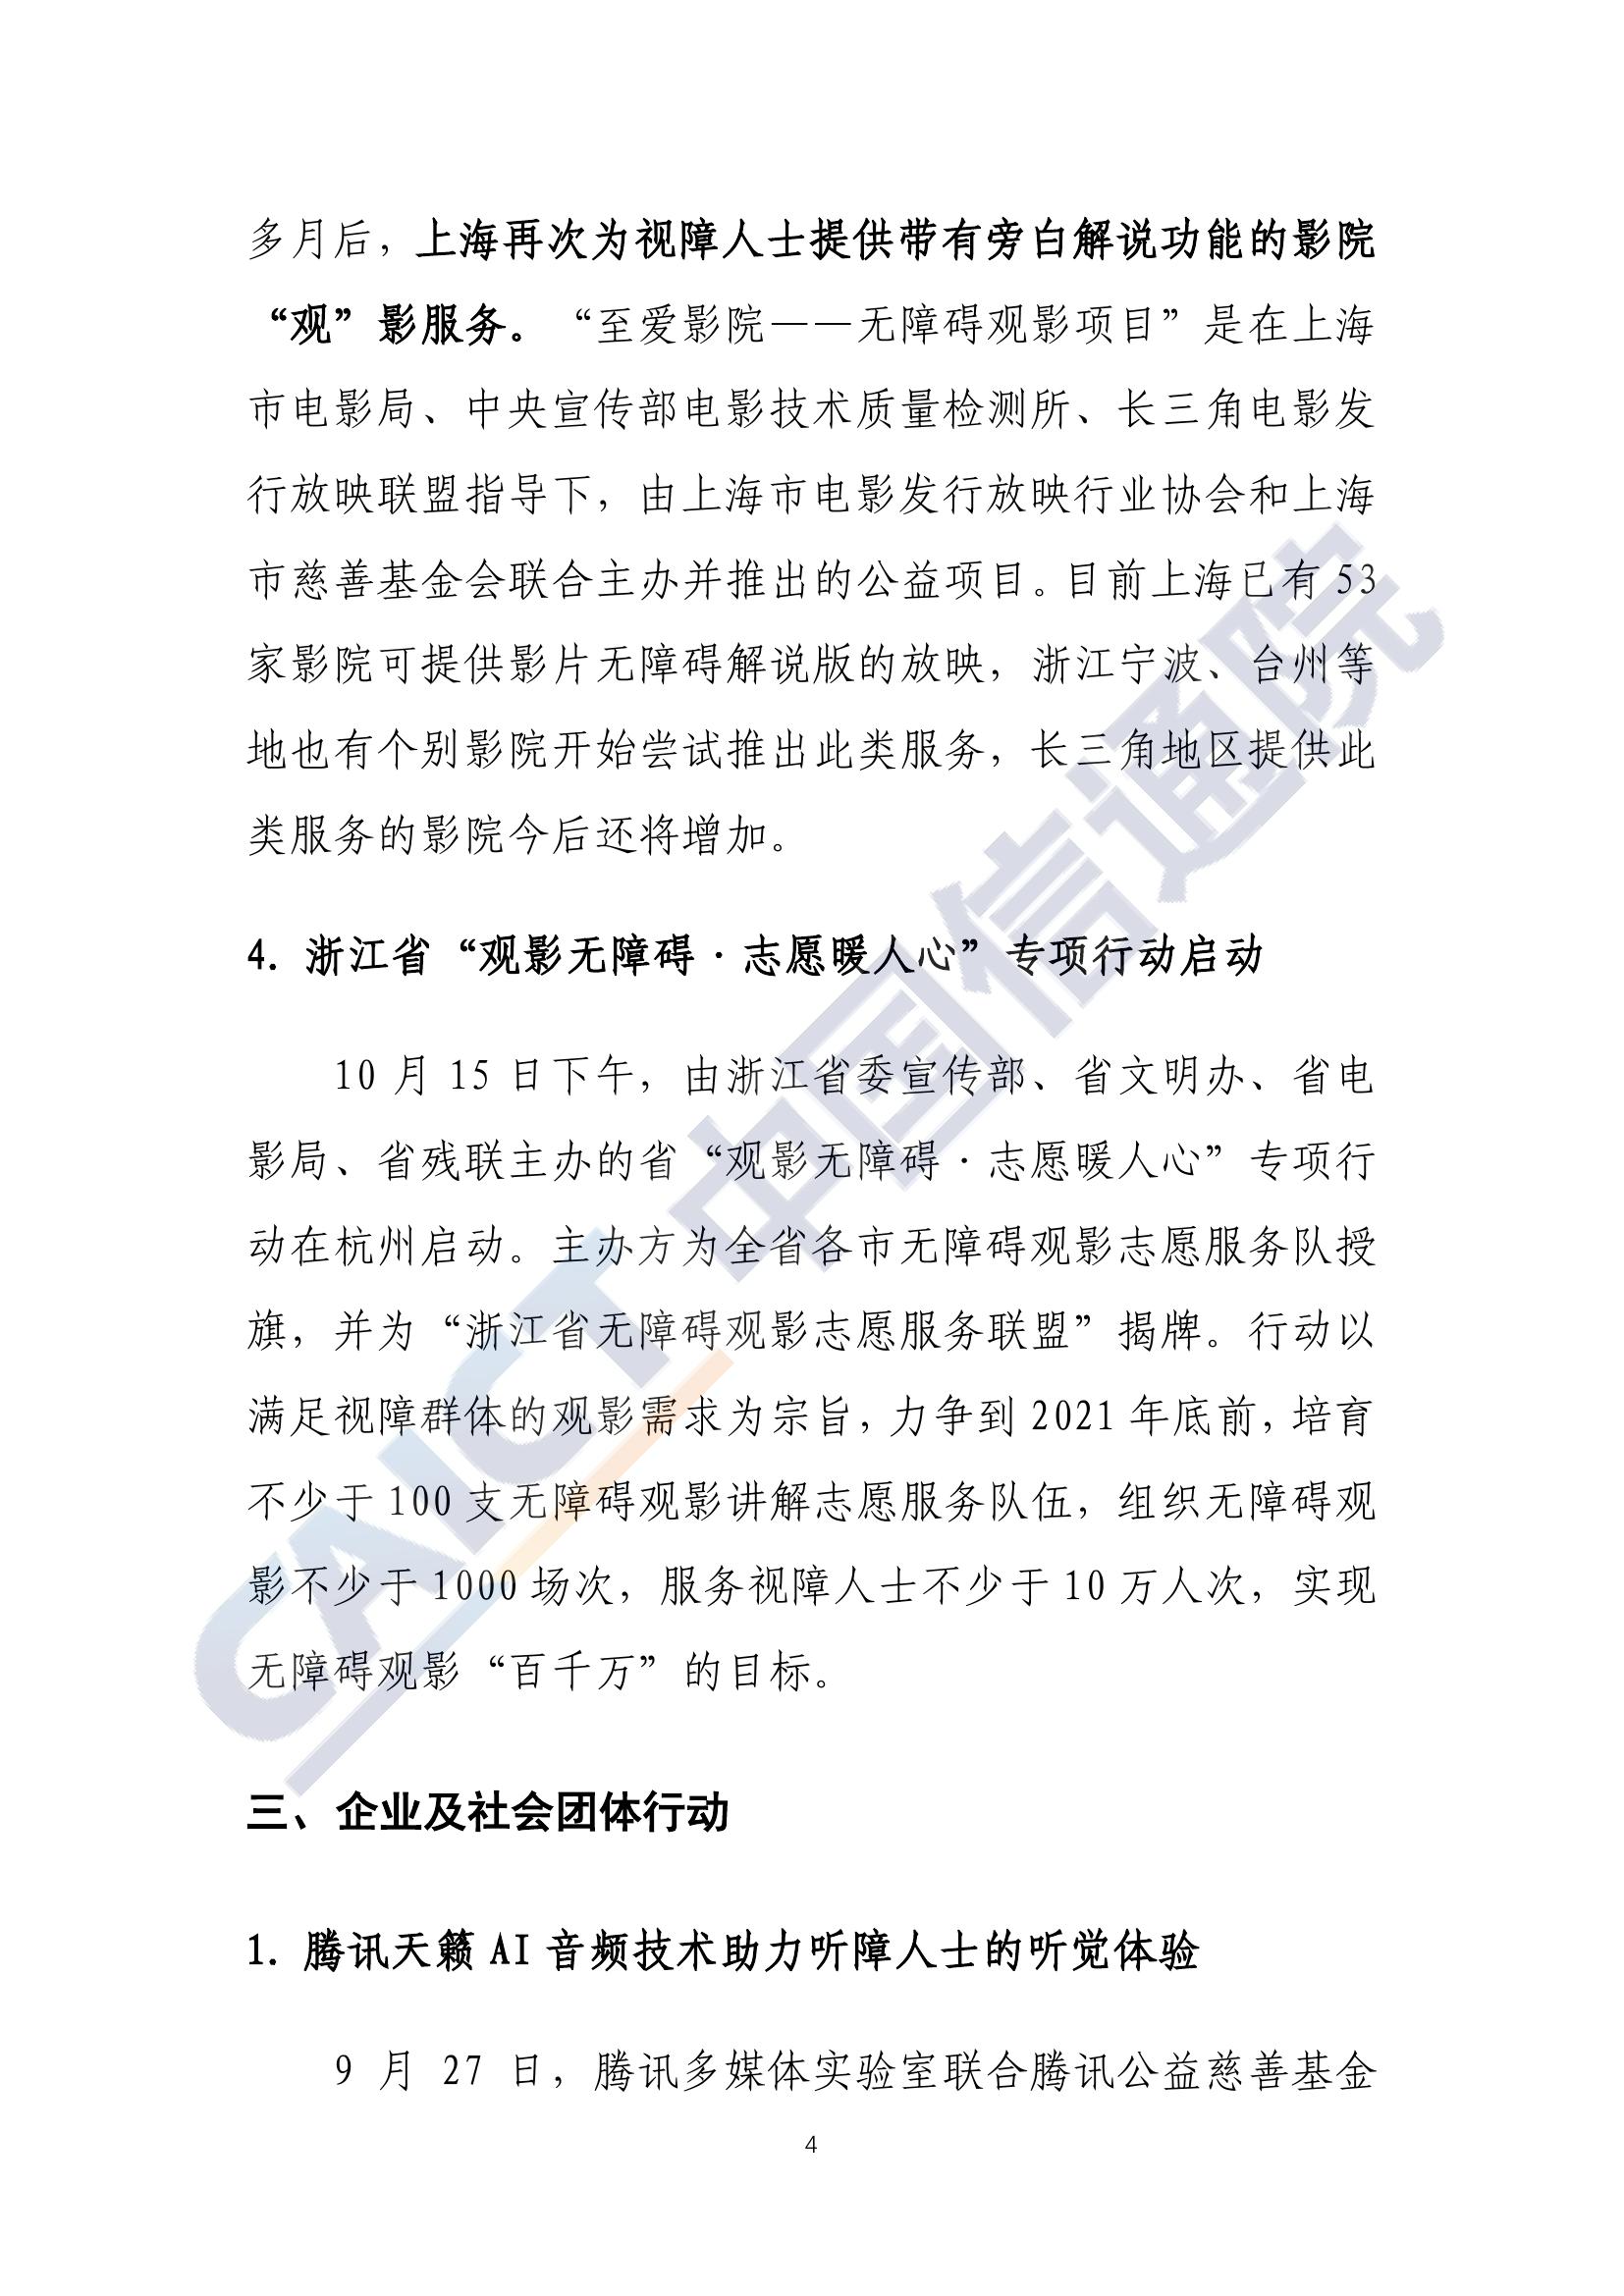 多月后，上海再次为视障人士提供带有旁白解说功能的影院
“观”影服务。“至爱影院——无障碍观影项目”是在上海
市电影局、中央宣传部电影技术质量检测所、长三角电影发
行放映联盟指导下，由上海市电影发行放映行业协会和上海
市慈善基金会联合主办并推出的公益项目。目前上海已有 53
家影院可提供影片无障碍解说版的放映，浙江宁波、台州等
地也有个别影院开始尝试推出此类服务，长三角地区提供此
类服务的影院今后还将增加。
4. 浙江省“观影无障碍·志愿暖人心”专项行动启动
10 月 15 日下午，由浙江省委宣传部、省文明办、省电
影局、省残联主办的省“观影无障碍·志愿暖人心”专项行
动在杭州启动。主办方为全省各市无障碍观影志愿服务队授
旗，并为“浙江省无障碍观影志愿服务联盟”揭牌。行动以
满足视障群体的观影需求为宗旨，力争到 2021 年底前，培育
不少于 100 支无障碍观影讲解志愿服务队伍，组织无障碍观
影不少于 1000 场次，服务视障人士不少于 10 万人次，实现
无障碍观影“百千万”的目标。
三、企业及社会团体行动
1. 腾讯天籁 AI 音频技术助力听障人士的听觉体验
9 月 27 日，腾讯多媒体实验室联合腾讯公益慈善基金
4
CAICT 中国信通院